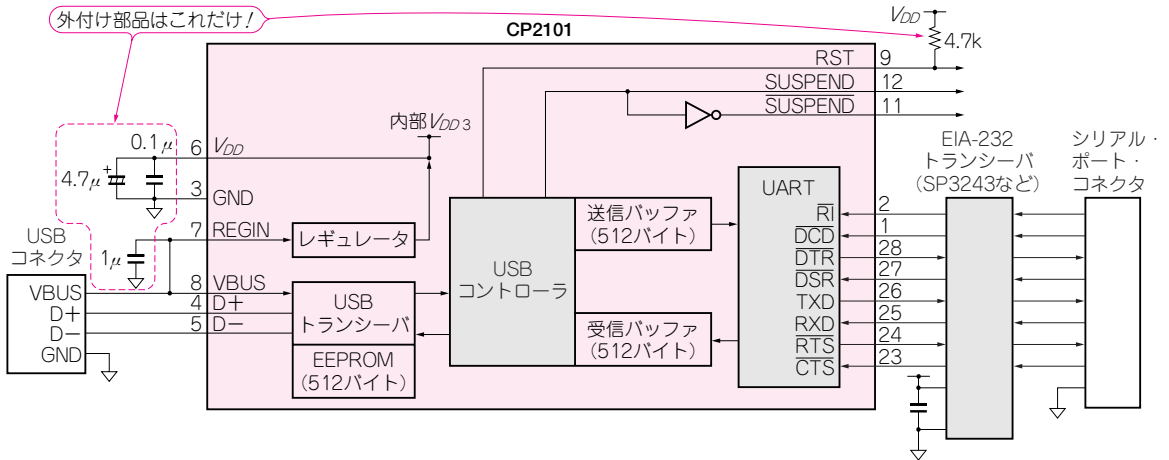 外付け部品はこれだけ!
CP2101
VDD
4.7k
RST 9
SUSPEND 12
SUSPEND 11
内部VDD3
0.1μ
4.7μ
+
6 VDD
3 GND
7 REGIN
1μ
レギュレータ
USB
コネクタ
VBUS
D+
D−
GND
8 VBUS
4 D+
5 D−
USB
トランシーバ
EEPROM
(512バイト)
USB
コントローラ
送信バッファ
(512バイト)
受信バッファ
(512バイト)
UART
RI 2
DCD 1
DTR 28
DSR 27
TXD 26
RXD 25
RTS 24
CTS 23
EIA-232
トランシーバ
(SP3243など)
シリアル・
ポート・
コネクタ